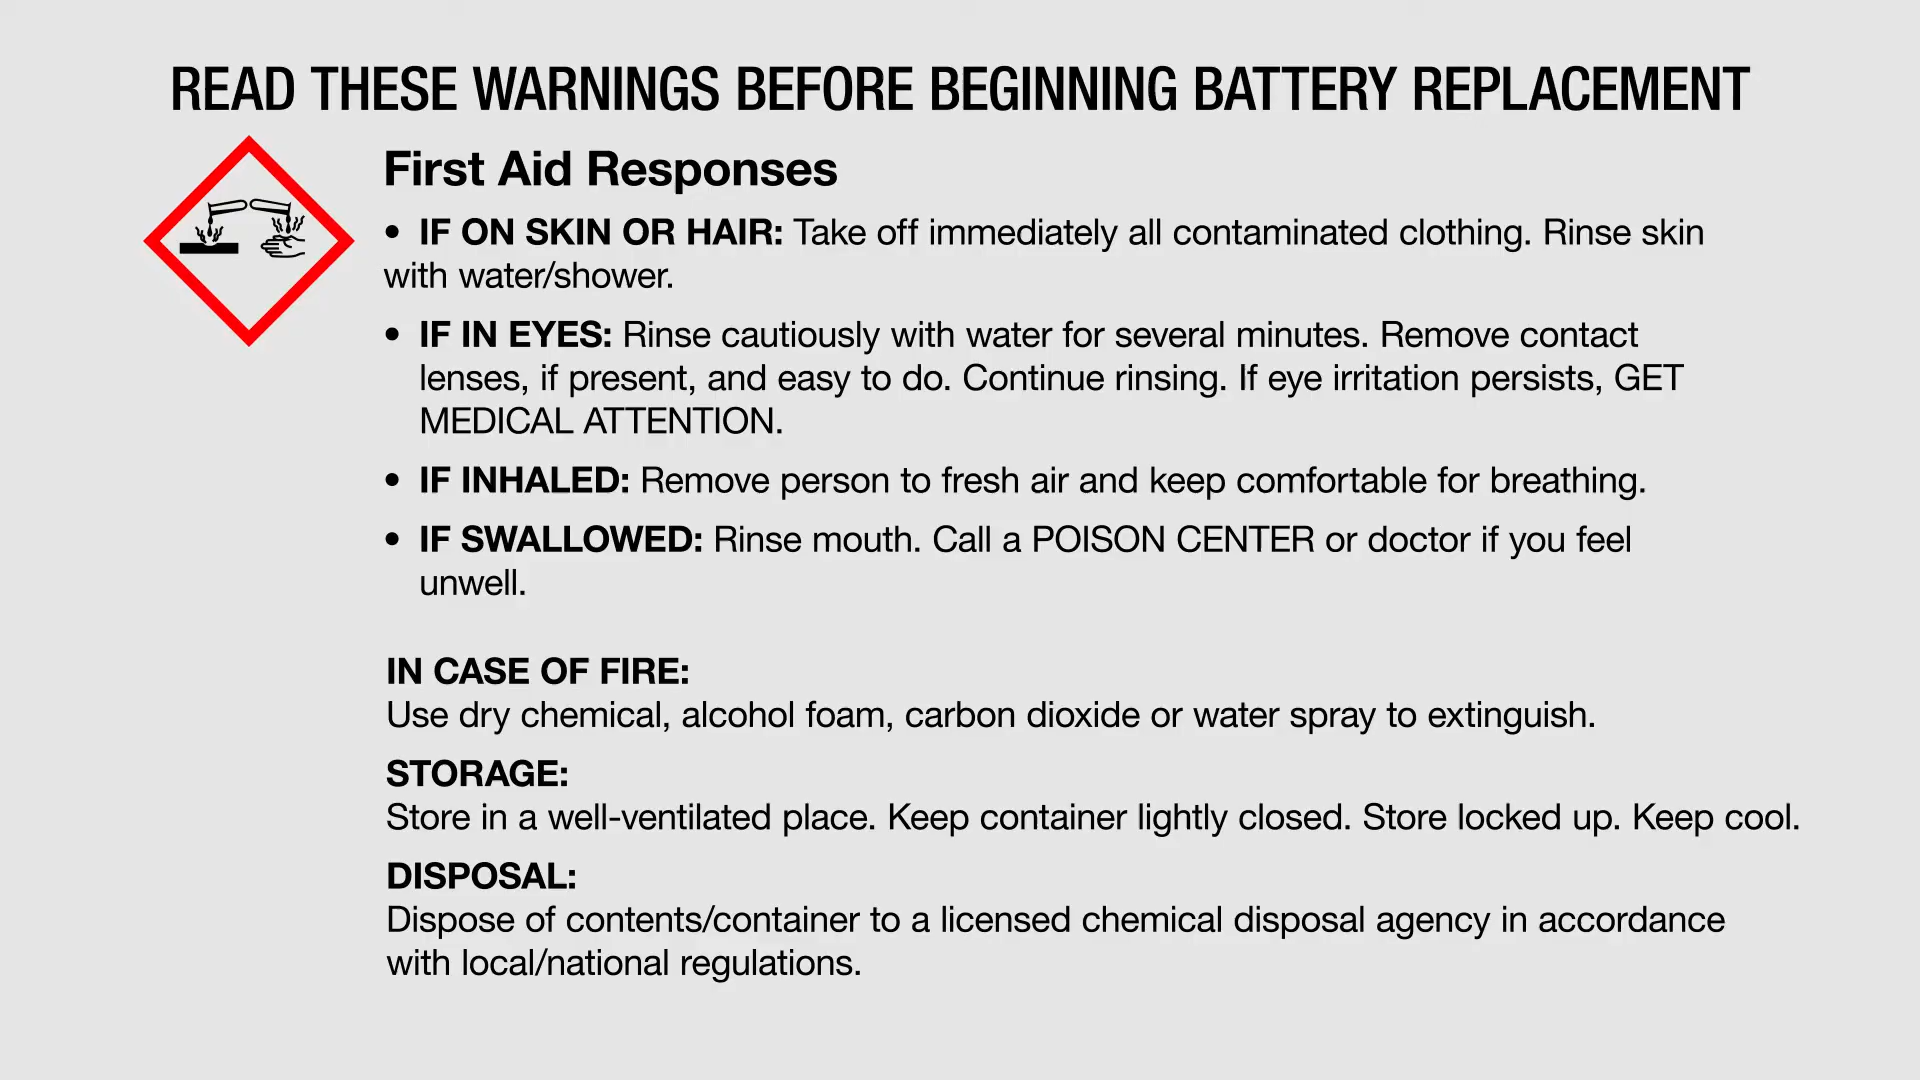 READ THESE WARNINGS BEFORE BEGINNING BATTERY REPLACEMENT
First Aid Responses
• IF ON SKIN OR HAIR: Take off immediately all contaminated clothing. Rinse skin
with water/shower.
• IF IN EYES: Rinse cautiously with water for several minutes. Remove contact
lenses, if present, and easy to do. Continue rinsing. If eye irritation persists, GET
MEDICAL ATTENTION.
• IF INHALED: Remove person to fresh air and keep comfortable for breathing.
• IF SWALLOWED: Rinse mouth. Call a POISON CENTER or doctor if you feel
unwell.
IN CASE OF FIRE:
Use dry chemical, alcohol foam, carbon dioxide or water spray to extinguish.
STORAGE:
Store in a well-ventilated place. Keep container lightly closed. Store locked up. Keep cool.
DISPOSAL:
Dispose of contents/container to a licensed chemical disposal agency in accordance
with local/national regulations.